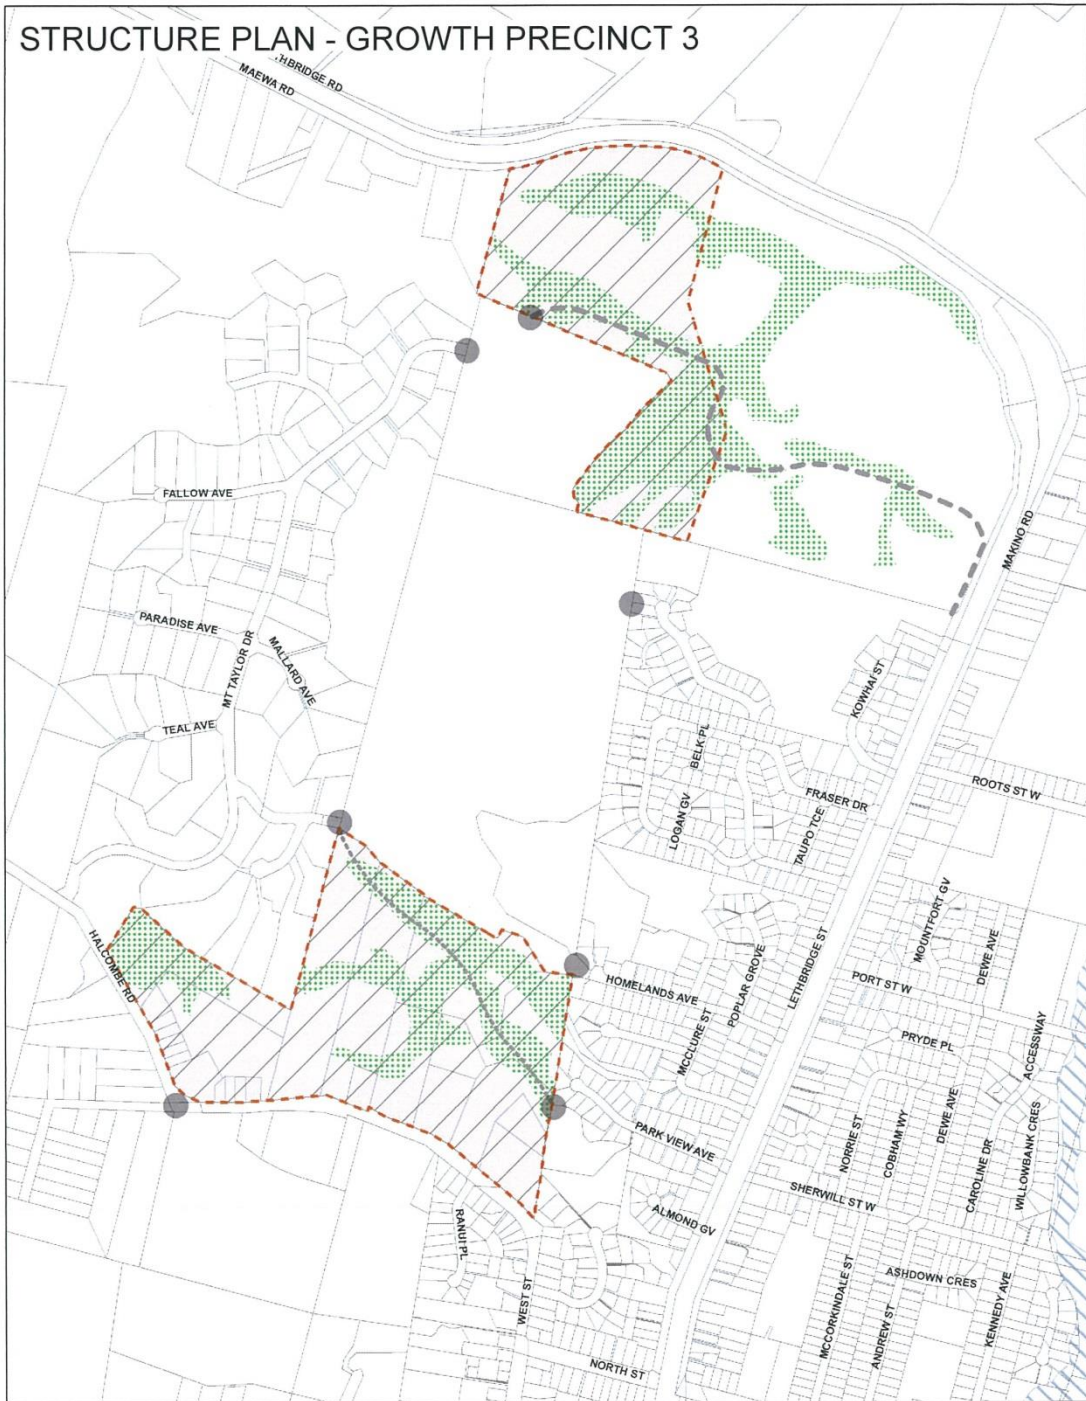 STRUCTURE PLAN - GROWTH PRECINCT 3
HBRIDGE RD
MAEWA RD
FALLOW AVE
MAKINO RD
PARADISE AVE
MALLARD AVE
MT TAYLOR DR
TEAL AVE
KOWHAI ST
BELK PL
ROOTS ST W
FRASER DR
LOGAN GV
TAUPO TCE
MOUNTFORT GV
HALCOMBE RD
DEWE AVE
LETHBRIDGE ST
POPLAR GROVE
HOMELANDS AVE
PORT ST W
MCCLURE ST
PRYDE PL
ACCESSWAY
PARK VIEW AVE
NORRIE ST
COBHAM WY
DEWE AVE
CAROLINE DR
WILLOWBANK CRES
SHERWILL ST W
ALMOND GV
RANUI PL
ASHDOWN CRES
WEST ST
MCCORKINDALE ST
ANDREW ST
KENNEDY AVE
NORTH ST